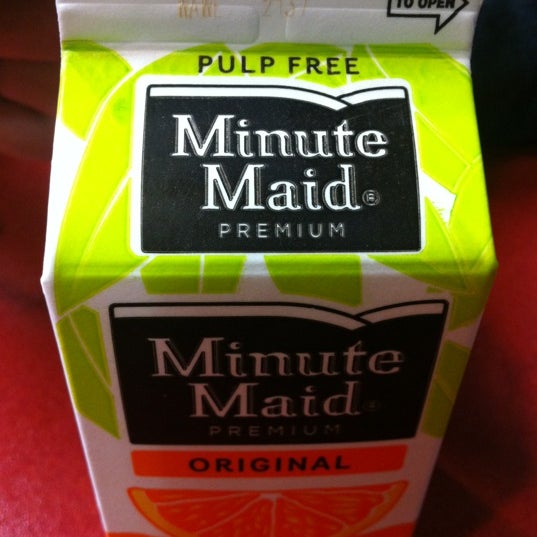 TO OPEN
PULP FREE
Minute
Maid®
PREMIUM
Minute
Maid®
PREMIUM
ORIGINAL